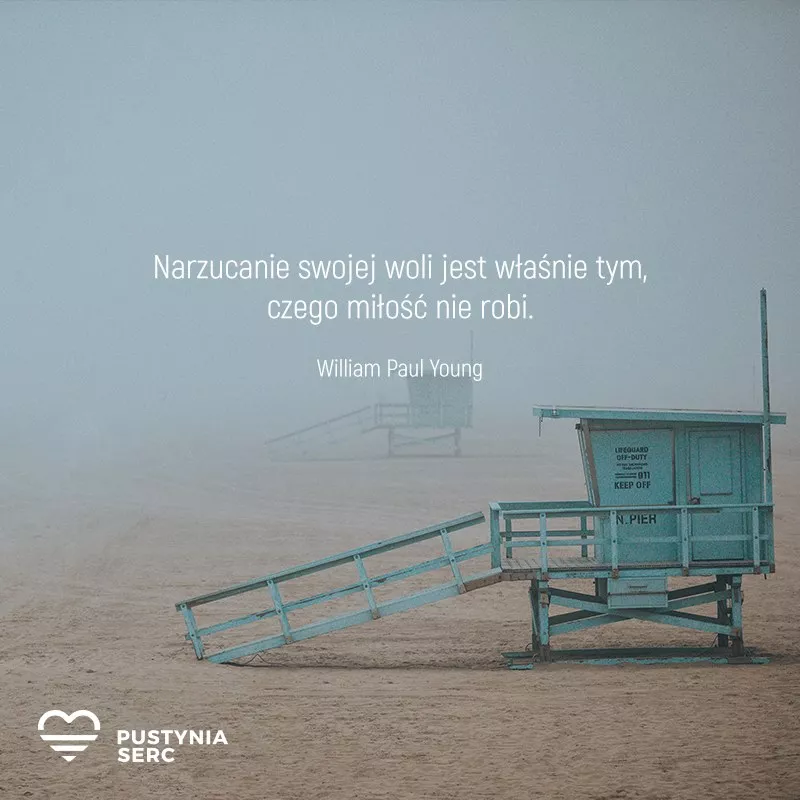 Narzucanie swojej woli jest właśnie tym,
czego miłość nie robi.
William Paul Young
LIFEGUARD
OFF-DUTY
911
KEEP OFF
N. PIER
PUSTYNIA
SERC